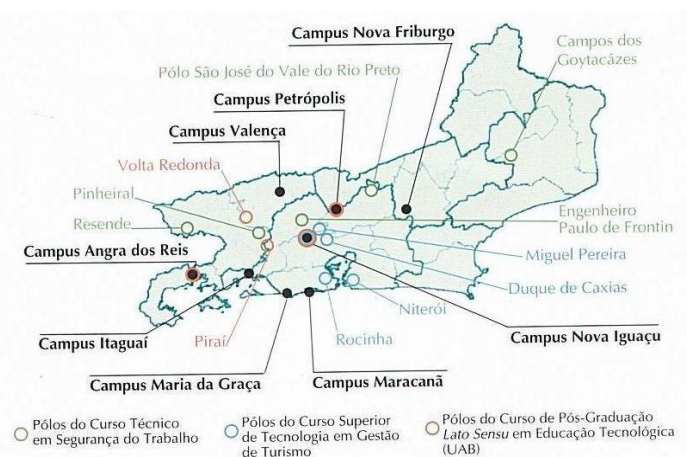 Campus Nova Friburgo
Campos dos
Goytacázes
Pólo São José do Vale do Rio Preto
Campus Petrópolis
Campus Valença
Volta Redonda
Pinheiral
Resende
Engenheiro
Paulo de Frontin
Miguel Pereira
Campus Angra dos Reis
Duque de Caxias
Niterói
Campus Itaguaí
Piraí
Rocinha
Campus Nova Iguaçu
Campus Maria da Graça
Campus Maracanã
Pólos do Curso Técnico
em Segurança do Trabalho
Pólos do Curso Superior
de Tecnologia em Gestão
de Turismo
Pólos do Curso de Pós-Graduação
Lato Sensu em Educação Tecnológica
(UAB)